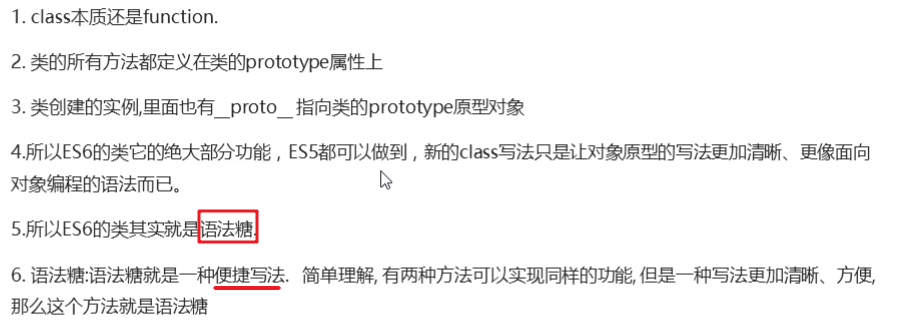 1. class本质还是function.
2. 类的所有方法都定义在类的prototype属性上
3. 类创建的实例,里面也有__proto__ 指向类的prototype原型对象
4.所以ES6的类它的绝大部分功能，ES5都可以做到，新的class写法只是让对象原型的写法更加清晰、更像面向
对象编程的语法而已。
5.所以ES6的类其实就是语法糖.
6. 语法糖:语法糖就是一种便捷写法. 简单理解, 有两种方法可以实现同样的功能, 但是一种写法更加清晰、方便,
那么这个方法就是语法糖